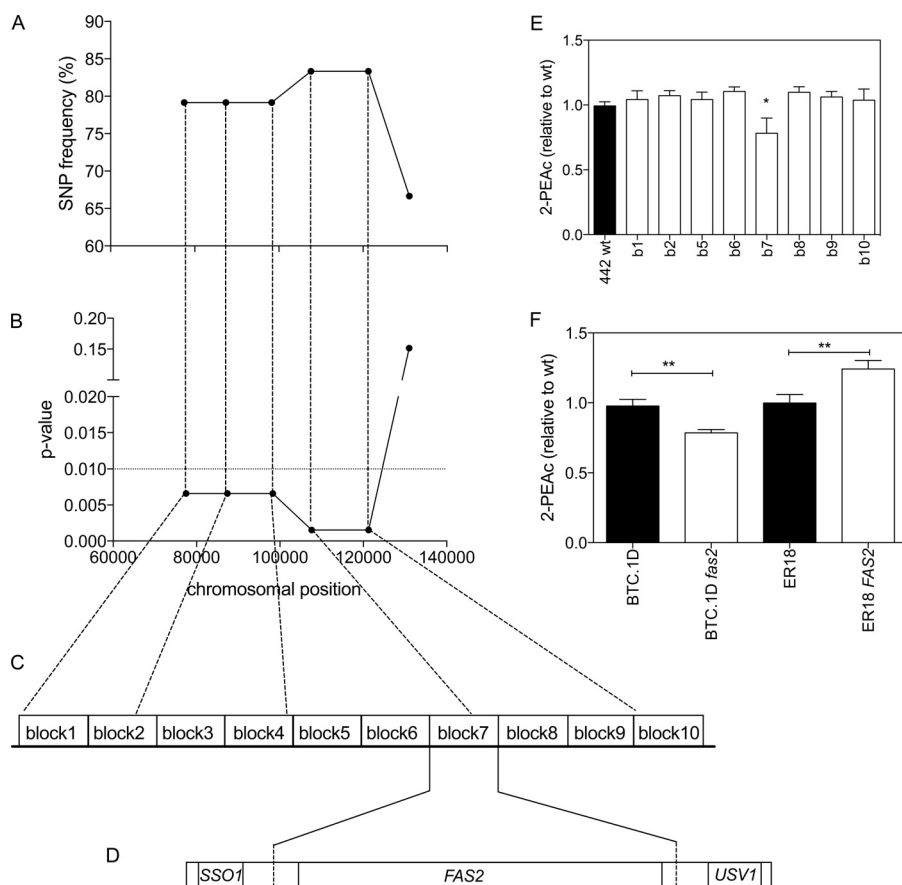 A
SNP frequency (%)
90
85
80
75
70
65
60
80000
100000
120000
140000
B
p-value
0.20
0.15
0.020
0.015
0.010
0.005
0.000
60000
80000
100000
120000
140000
chromosomal position
C
block1 block2 block3 block4 block5 block6 block7 block8 block9 block10
D
SSO1 FAS2 USV1
E
2-PEAc (relative to wt)
1.5
1.0
0.5
0.0
*
442 wt
b1
b2
b5
b6
b7
b8
b9
b10
F
2-PEAc (relative to wt)
1.5
1.0
0.5
0.0
**
**
BTC.1D
BTC.1D fas2
ER18
ER18 FAS2